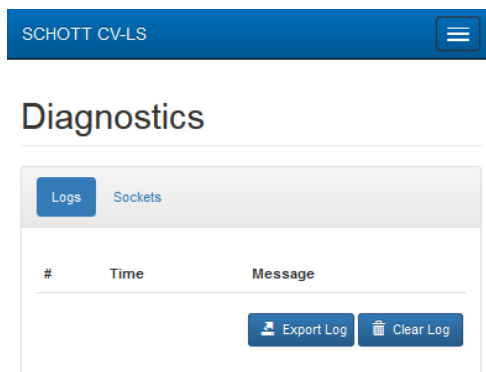 SCHOTT CV-LS
Diagnostics
Logs Sockets
# Time Message
Export Log Clear Log